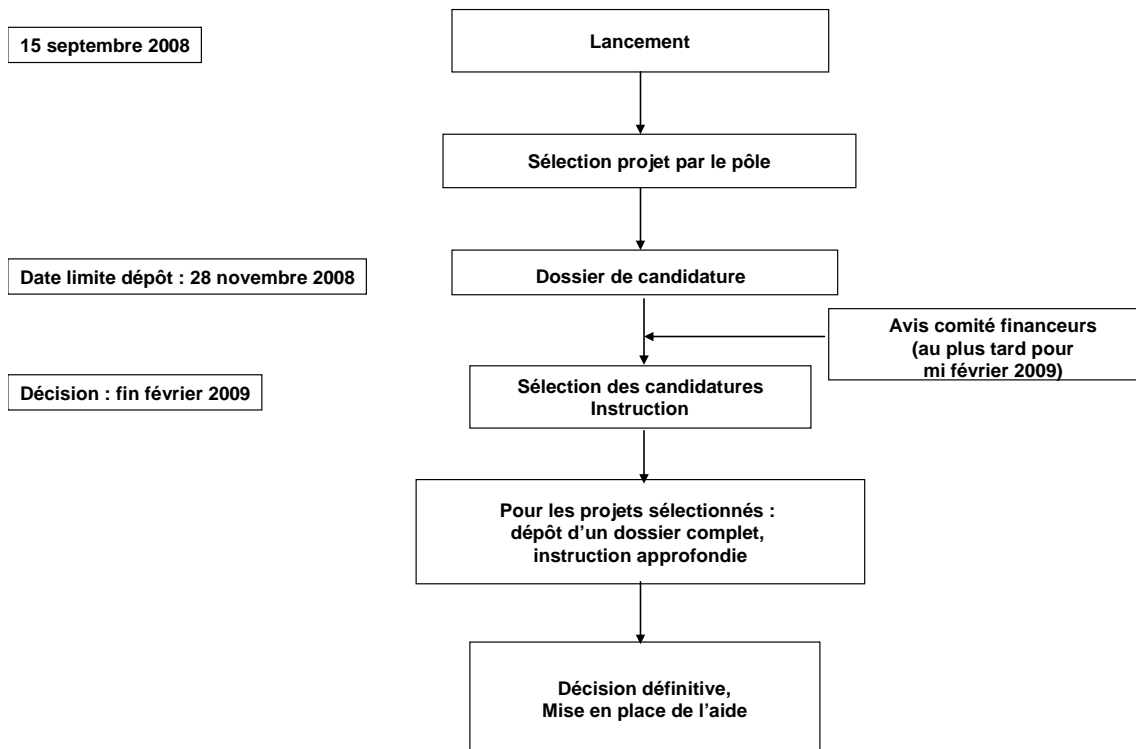 15 septembre 2008
Lancement
Sélection projet par le pôle
Date limite dépôt : 28 novembre 2008
Dossier de candidature
Avis comité financeurs
(au plus tard pour
mi février 2009)
Décision : fin février 2009
Sélection des candidatures
Instruction
Pour les projets sélectionnés :
dépôt d’un dossier complet,
instruction approfondie
Décision définitive,
Mise en place de l’aide